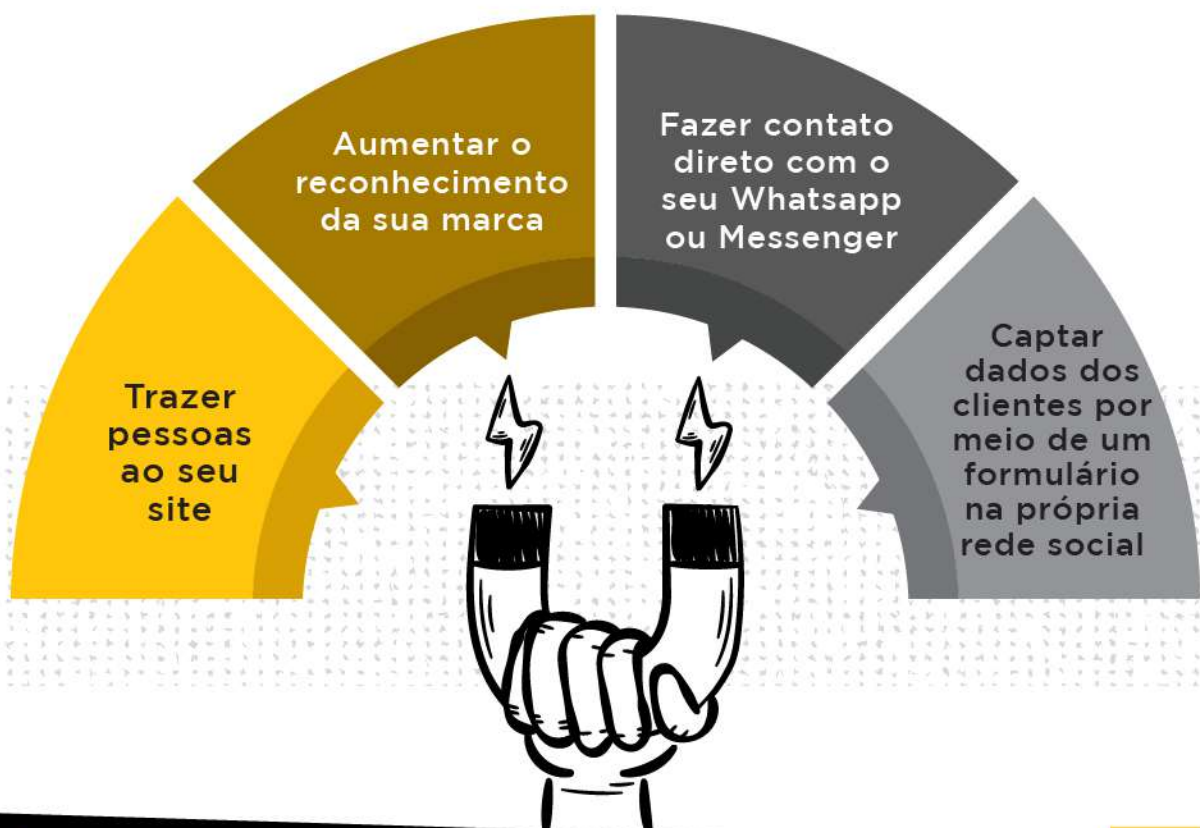 Trazer
pessoas
ao seu
site
Aumentar o
reconhecimento
da sua marca
Fazer contato
direto com o
seu Whatsapp
ou Messenger
Captar
dados dos
clientes por
meio de um
formulário
na própria
rede social